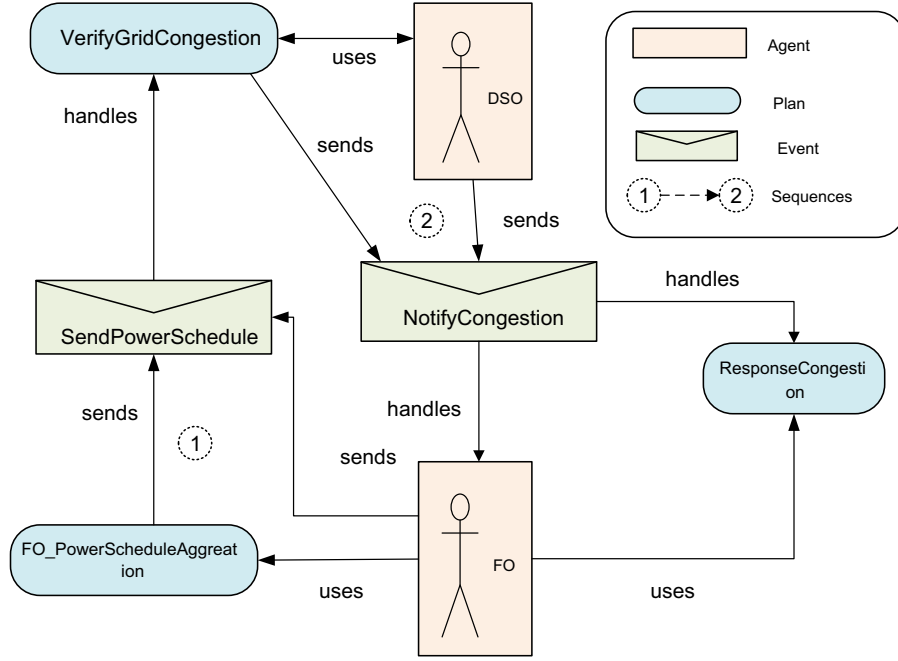 VerifyGridCongestion
uses
DSO
Agent
Plan
Event
1
2
Sequences
handles
sends
2
sends
SendPowerSchedule
NotifyCongestion
handles
ResponseCongesti
on
handles
sends
1
sends
FO_PowerScheduleAggreat
ion
FO
uses
uses